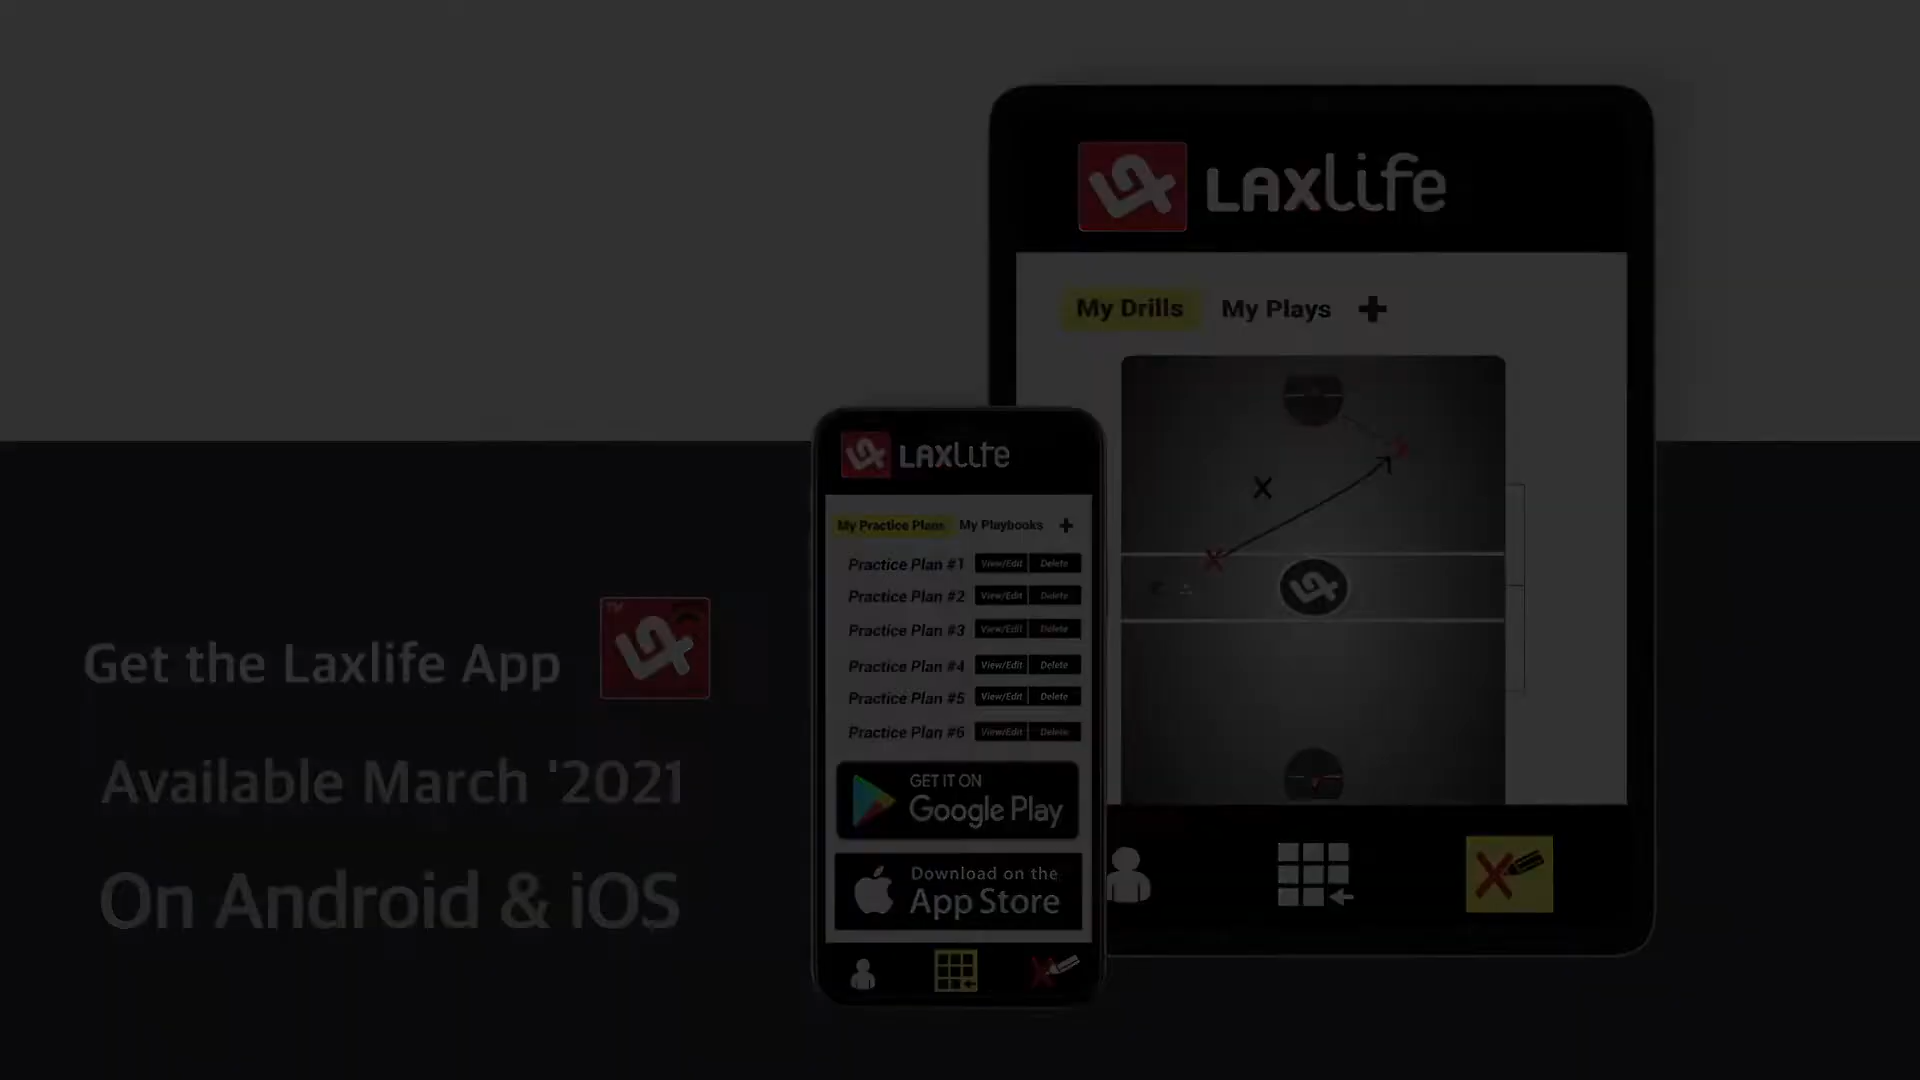 LAXlife
My Drills My Plays +
LAXlife
My Practice Plans My Playbooks +
Practice Plan #1 View/Edit Delete
Practice Plan #2 View/Edit Delete
Practice Plan #3 View/Edit Delete
Practice Plan #4 View/Edit Delete
Practice Plan #5 View/Edit Delete
Practice Plan #6 View/Edit Delete
GET IT ON
Google Play
Download on the
App Store
Get the Laxlife App
TM
Available March '2021
On Android & iOS